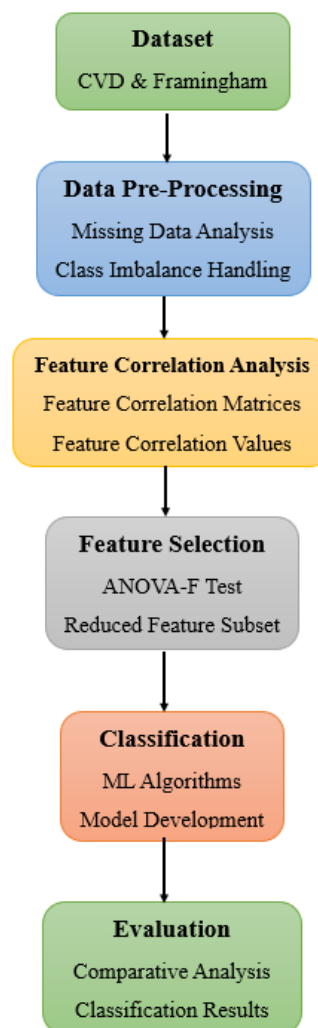 Dataset
CVD & Framingham
Data Pre-Processing
Missing Data Analysis
Class Imbalance Handling
Feature Correlation Analysis
Feature Correlation Matrices
Feature Correlation Values
Feature Selection
ANOVA-F Test
Reduced Feature Subset
Classification
ML Algorithms
Model Development
Evaluation
Comparative Analysis
Classification Results